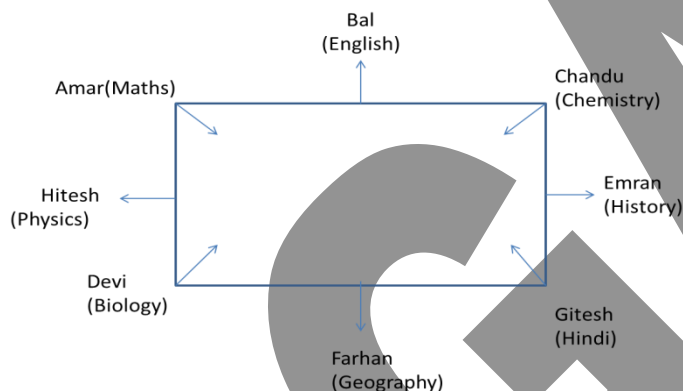 Bal
(English)
Amar(Maths)
Chandu
(Chemistry)
Hitesh
(Physics)
Emran
(History)
Devi
(Biology)
Gitesh
(Hindi)
Farhan
(Geography)